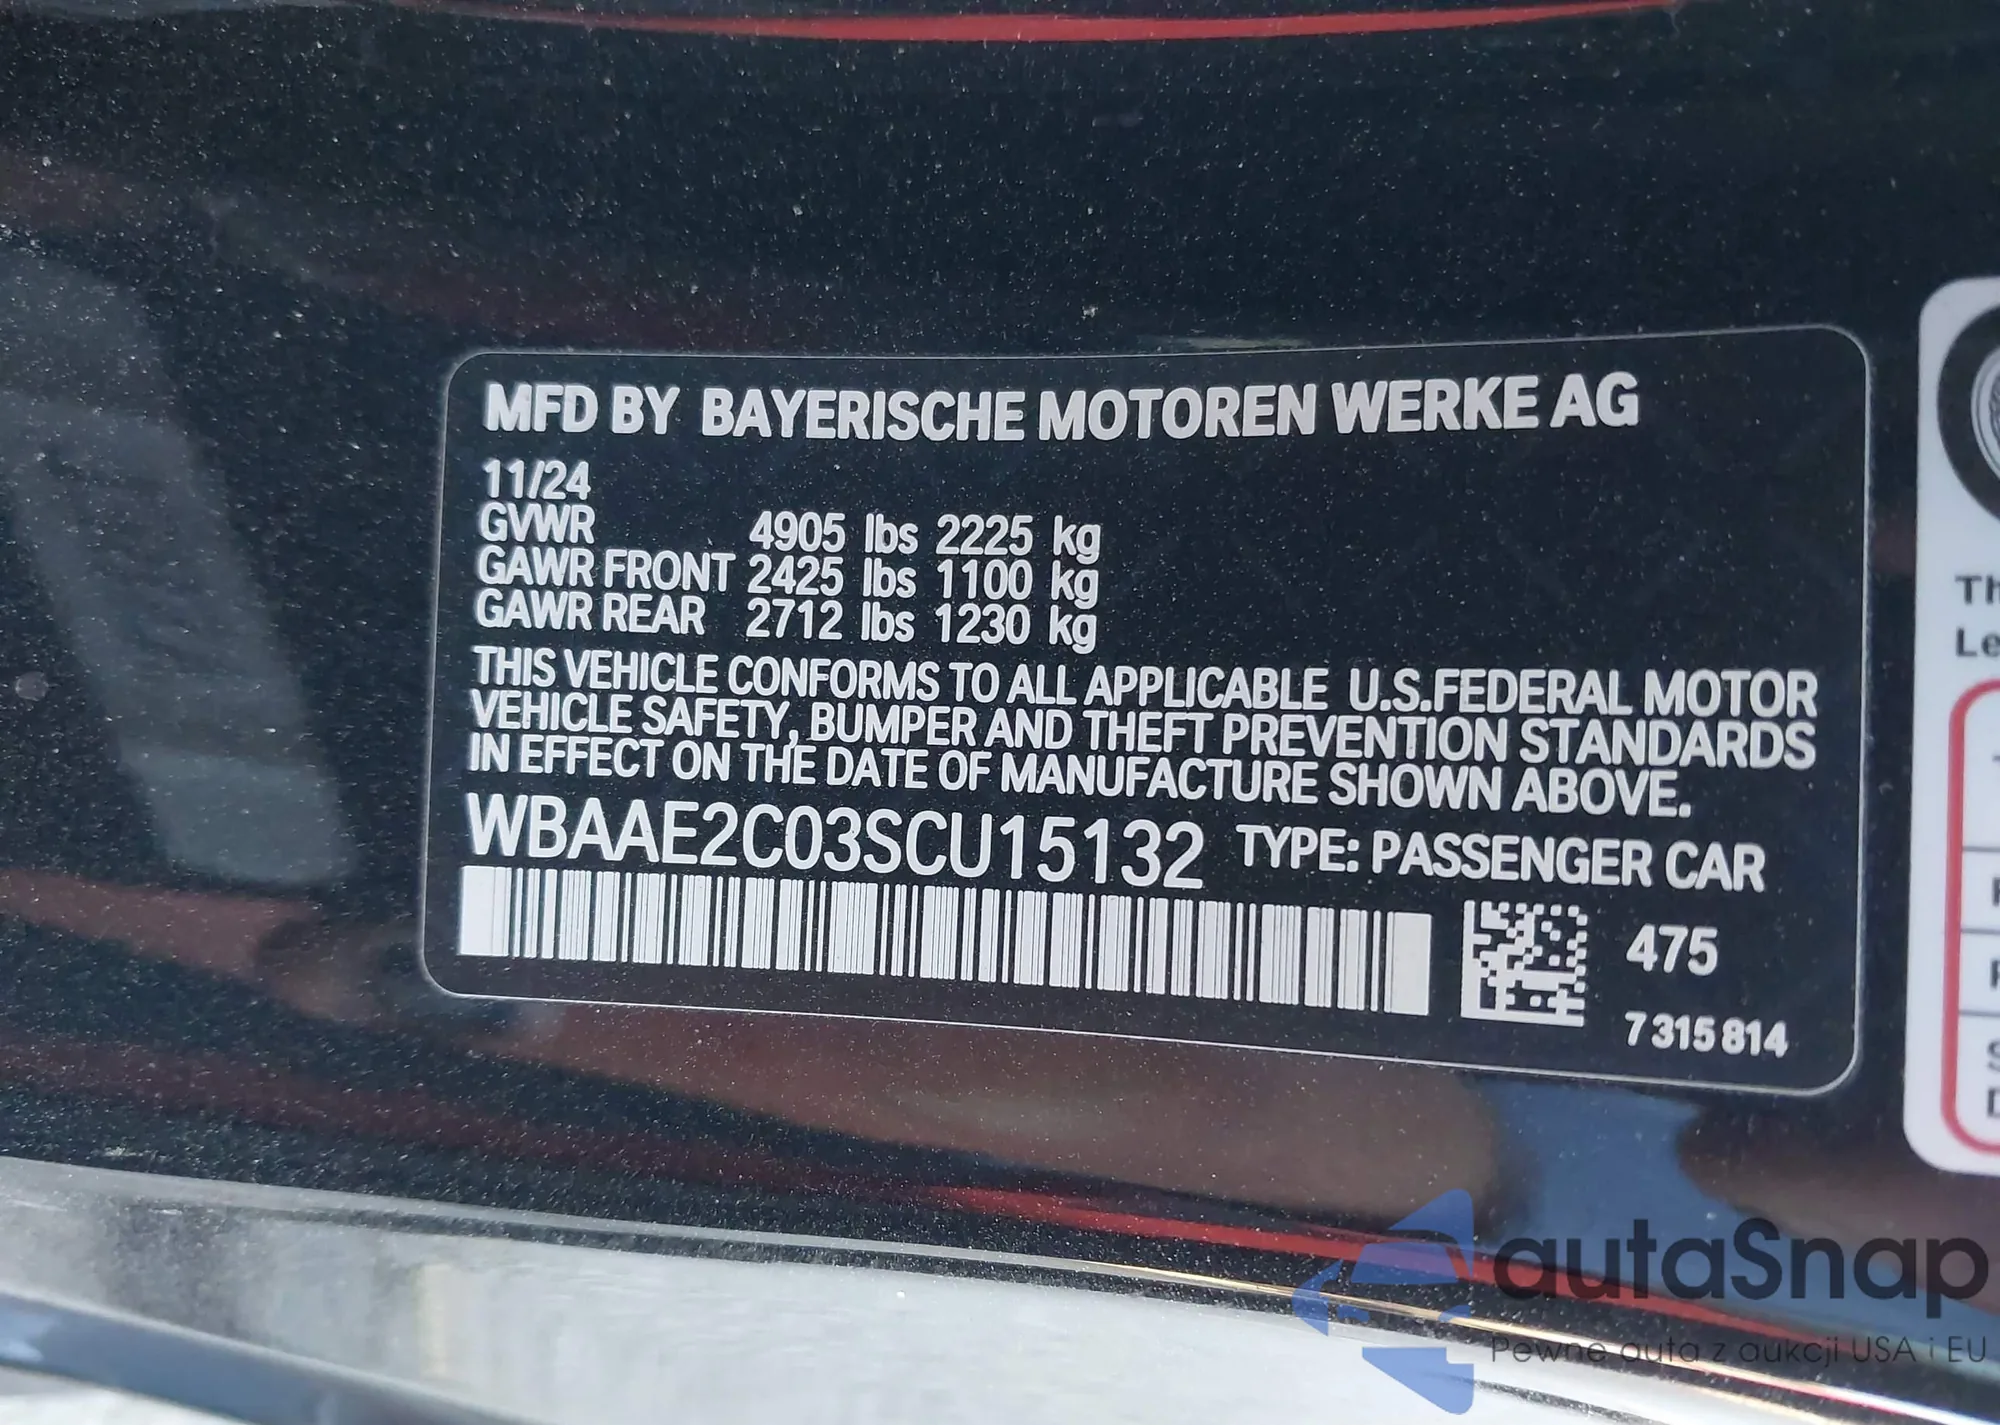 MFD BY BAYERISCHE MOTOREN WERKE AG
11/24
GVWR 4905 lbs 2225 kg
GAWR FRONT 2425 lbs 1100 kg
GAWR REAR 2712 lbs 1230 kg
THIS VEHICLE CONFORMS TO ALL APPLICABLE U.S.FEDERAL MOTOR
VEHICLE SAFETY, BUMPER AND THEFT PREVENTION STANDARDS
IN EFFECT ON THE DATE OF MANUFACTURE SHOWN ABOVE.
WBAAE2C03SCU15132 TYPE: PASSENGER CAR
475
7 315 814
autaSnap
Pewne auta z aukcji USA i EU